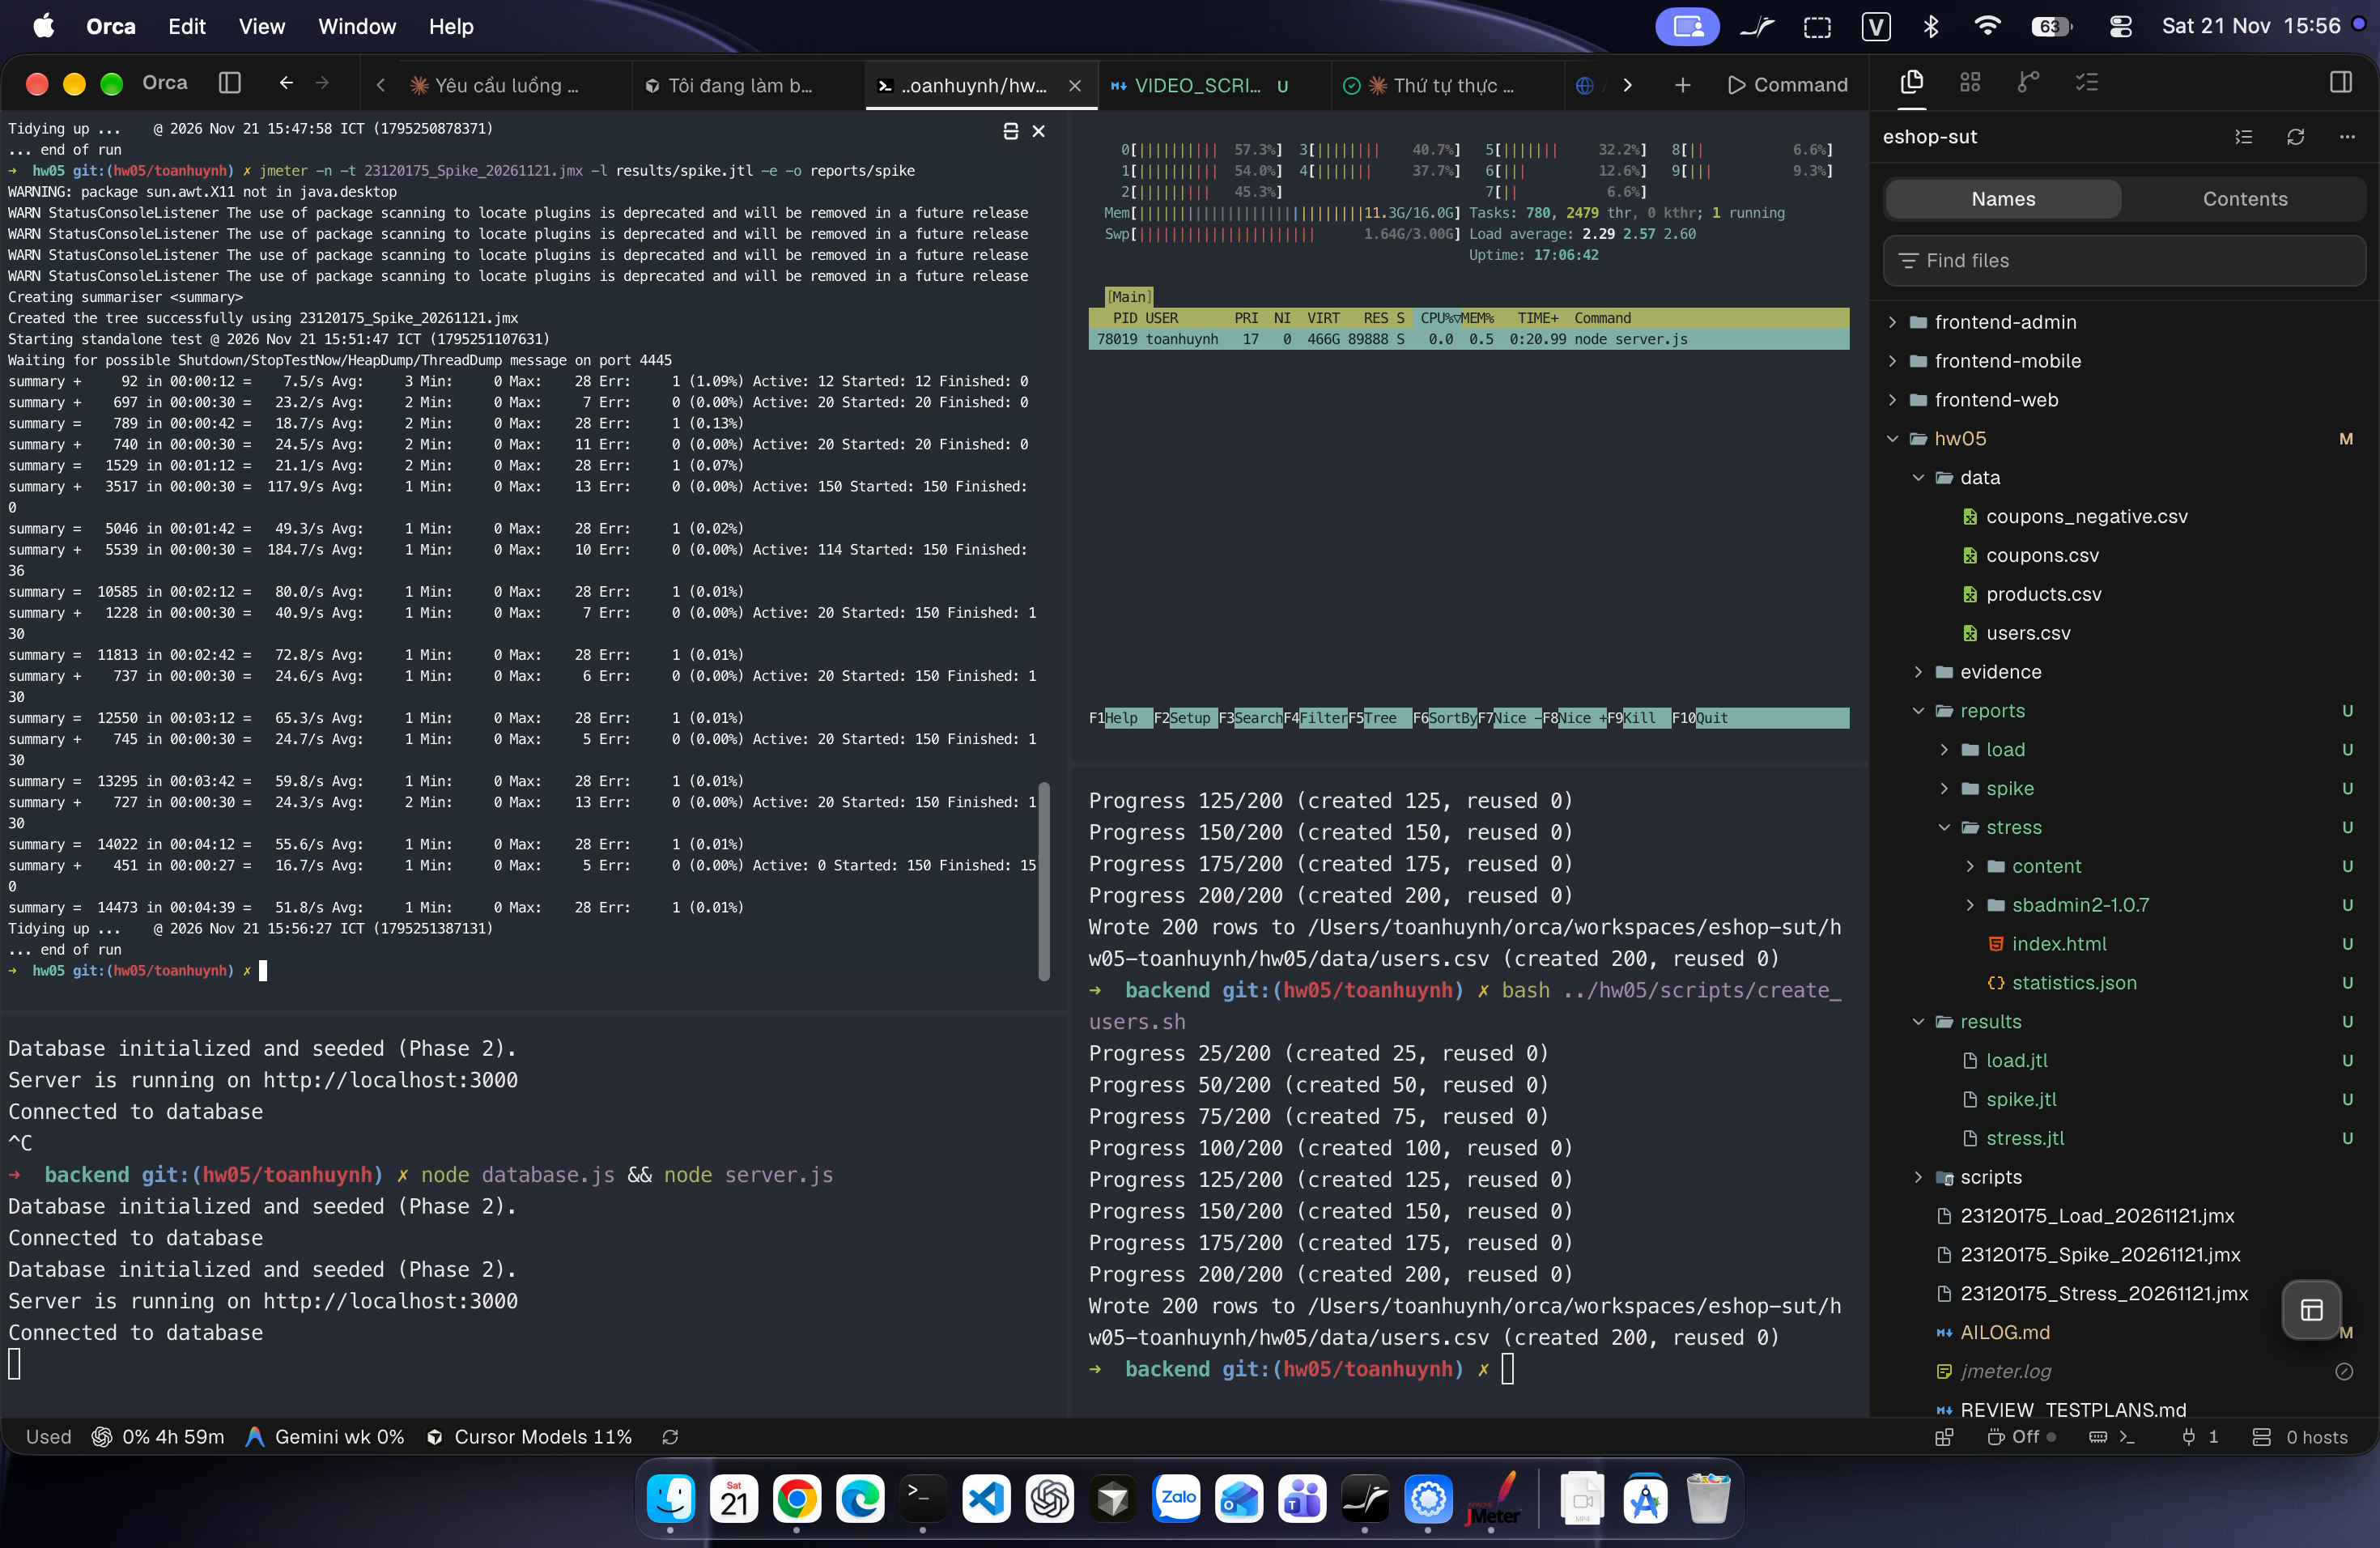 Orca Edit View Window Help
V 63 Sat 21 Nov 15:56
Orca Yêu cầu luồng ... Tôi đang làm b... ..oanhuynh/hw... VIDEO_SCRI... U Thứ tự thực ... Command
Tidying up ... @ 2026 Nov 21 15:47:58 ICT (1795250878371)
... end of run
→ hw05 git:(hw05/toanhuynh) ✗ jmeter -n -t 23120175_Spike_20261121.jmx -l results/spike.jtl -e -o reports/spike
WARNING: package sun.awt.X11 not in java.desktop
WARN StatusConsoleListener The use of package scanning to locate plugins is deprecated and will be removed in a future release
WARN StatusConsoleListener The use of package scanning to locate plugins is deprecated and will be removed in a future release
WARN StatusConsoleListener The use of package scanning to locate plugins is deprecated and will be removed in a future release
WARN StatusConsoleListener The use of package scanning to locate plugins is deprecated and will be removed in a future release
Creating summariser <summary>
Created the tree successfully using 23120175_Spike_20261121.jmx
Starting standalone test @ 2026 Nov 21 15:51:47 ICT (1795251107631)
Waiting for possible Shutdown/StopTestNow/HeapDump/ThreadDump message on port 4445
summary + 92 in 00:00:12 = 7.5/s Avg: 3 Min: 0 Max: 28 Err: 1 (1.09%) Active: 12 Started: 12 Finished: 0
summary + 697 in 00:00:30 = 23.2/s Avg: 2 Min: 0 Max: 7 Err: 0 (0.00%) Active: 20 Started: 20 Finished: 0
summary = 789 in 00:00:42 = 18.7/s Avg: 2 Min: 0 Max: 28 Err: 1 (0.13%)
summary + 740 in 00:00:30 = 24.5/s Avg: 2 Min: 0 Max: 11 Err: 0 (0.00%) Active: 20 Started: 20 Finished: 0
summary = 1529 in 00:01:12 = 21.1/s Avg: 2 Min: 0 Max: 28 Err: 1 (0.07%)
summary + 3517 in 00:00:30 = 117.9/s Avg: 1 Min: 0 Max: 13 Err: 0 (0.00%) Active: 150 Started: 150 Finished:
0
summary = 5046 in 00:01:42 = 49.3/s Avg: 1 Min: 0 Max: 28 Err: 1 (0.02%)
summary + 5539 in 00:00:30 = 184.7/s Avg: 1 Min: 0 Max: 10 Err: 0 (0.00%) Active: 114 Started: 150 Finished:
36
summary = 10585 in 00:02:12 = 80.0/s Avg: 1 Min: 0 Max: 28 Err: 1 (0.01%)
summary + 1228 in 00:00:30 = 40.9/s Avg: 1 Min: 0 Max: 7 Err: 0 (0.00%) Active: 20 Started: 150 Finished: 1
30
summary = 11813 in 00:02:42 = 72.8/s Avg: 1 Min: 0 Max: 28 Err: 1 (0.01%)
summary + 737 in 00:00:30 = 24.6/s Avg: 1 Min: 0 Max: 6 Err: 0 (0.00%) Active: 20 Started: 150 Finished: 1
30
summary = 12550 in 00:03:12 = 65.3/s Avg: 1 Min: 0 Max: 28 Err: 1 (0.01%)
summary + 745 in 00:00:30 = 24.7/s Avg: 1 Min: 0 Max: 5 Err: 0 (0.00%) Active: 20 Started: 150 Finished: 1
30
summary = 13295 in 00:03:42 = 59.8/s Avg: 1 Min: 0 Max: 28 Err: 1 (0.01%)
summary + 727 in 00:00:30 = 24.3/s Avg: 2 Min: 0 Max: 13 Err: 0 (0.00%) Active: 20 Started: 150 Finished: 1
30
summary = 14022 in 00:04:12 = 55.6/s Avg: 1 Min: 0 Max: 28 Err: 1 (0.01%)
summary + 451 in 00:00:27 = 16.7/s Avg: 1 Min: 0 Max: 5 Err: 0 (0.00%) Active: 0 Started: 150 Finished: 15
0
summary = 14473 in 00:04:39 = 51.8/s Avg: 1 Min: 0 Max: 28 Err: 1 (0.01%)
Tidying up ... @ 2026 Nov 21 15:56:27 ICT (1795251387131)
... end of run
→ hw05 git:(hw05/toanhuynh) ✗
Database initialized and seeded (Phase 2).
Server is running on http://localhost:3000
Connected to database
^C
→ backend git:(hw05/toanhuynh) ✗ node database.js && node server.js
Database initialized and seeded (Phase 2).
Connected to database
Database initialized and seeded (Phase 2).
Server is running on http://localhost:3000
Connected to database
0[|||||||||| 57.3%] 3[|||||||| 40.7%] 5[||||||| 32.2%] 8[|| 6.6%]
1[|||||||||| 54.0%] 4[||||||| 37.7%] 6[||| 12.6%] 9[||| 9.3%]
2[||||||||| 45.3%] 7[|| 6.6%]
Mem[||||||||||||||||||||||||||||11.3G/16.0G] Tasks: 780, 2479 thr, 0 kthr; 1 running
Swp[|||||||||||||||||||||| 1.64G/3.00G] Load average: 2.29 2.57 2.60
Uptime: 17:06:42
[Main]
PID USER PRI NI VIRT RES S CPU%▽MEM% TIME+ Command
78019 toanhuynh 17 0 466G 89888 S 0.0 0.5 0:20.99 node server.js
F1Help F2Setup F3SearchF4FilterF5Tree F6SortByF7Nice -F8Nice +F9Kill F10Quit
Progress 125/200 (created 125, reused 0)
Progress 150/200 (created 150, reused 0)
Progress 175/200 (created 175, reused 0)
Progress 200/200 (created 200, reused 0)
Wrote 200 rows to /Users/toanhuynh/orca/workspaces/eshop-sut/h
w05-toanhuynh/hw05/data/users.csv (created 200, reused 0)
→ backend git:(hw05/toanhuynh) ✗ bash ../hw05/scripts/create_
users.sh
Progress 25/200 (created 25, reused 0)
Progress 50/200 (created 50, reused 0)
Progress 75/200 (created 75, reused 0)
Progress 100/200 (created 100, reused 0)
Progress 125/200 (created 125, reused 0)
Progress 150/200 (created 150, reused 0)
Progress 175/200 (created 175, reused 0)
Progress 200/200 (created 200, reused 0)
Wrote 200 rows to /Users/toanhuynh/orca/workspaces/eshop-sut/h
w05-toanhuynh/hw05/data/users.csv (created 200, reused 0)
→ backend git:(hw05/toanhuynh) ✗
eshop-sut
Names Contents
Find files
frontend-admin
frontend-mobile
frontend-web
hw05 M
data
coupons_negative.csv
coupons.csv
products.csv
users.csv
evidence
reports U
load U
spike U
stress U
content U
sbadmin2-1.0.7 U
index.html U
statistics.json U
results U
load.jtl U
spike.jtl U
stress.jtl U
scripts
23120175_Load_20261121.jmx
23120175_Spike_20261121.jmx
23120175_Stress_20261121.jmx
AILOG.md M
jmeter.log
REVIEW_TESTPLANS.md
Used 0% 4h 59m Gemini wk 0% Cursor Models 11% Off 1 0 hosts
Sat
21
Zalo
APACHE
JMeter
MP4